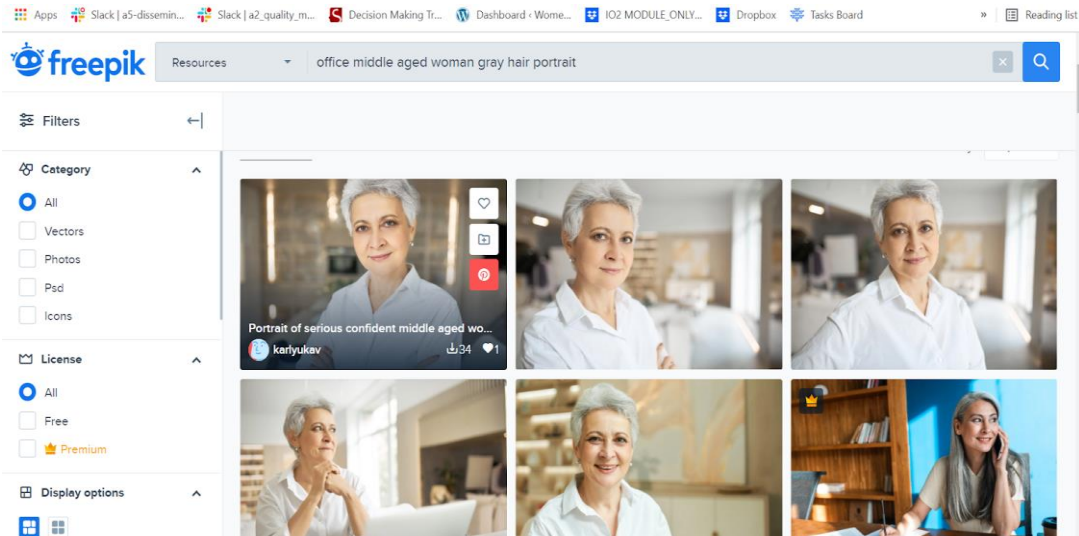 Apps Slack | a5-dissemin... Slack | a2_quality_m... Decision Making Tr... Dashboard ‹ Wome... IO2 MODULE_ONLY... Dropbox Tasks Board » Reading list
freepik Resources office middle aged woman gray hair portrait
Filters
Category
All
Vectors
Photos
Psd
Icons
Portrait of serious confident middle aged wo...
karlyukav 34 1
License
All
Free
Premium
Display options